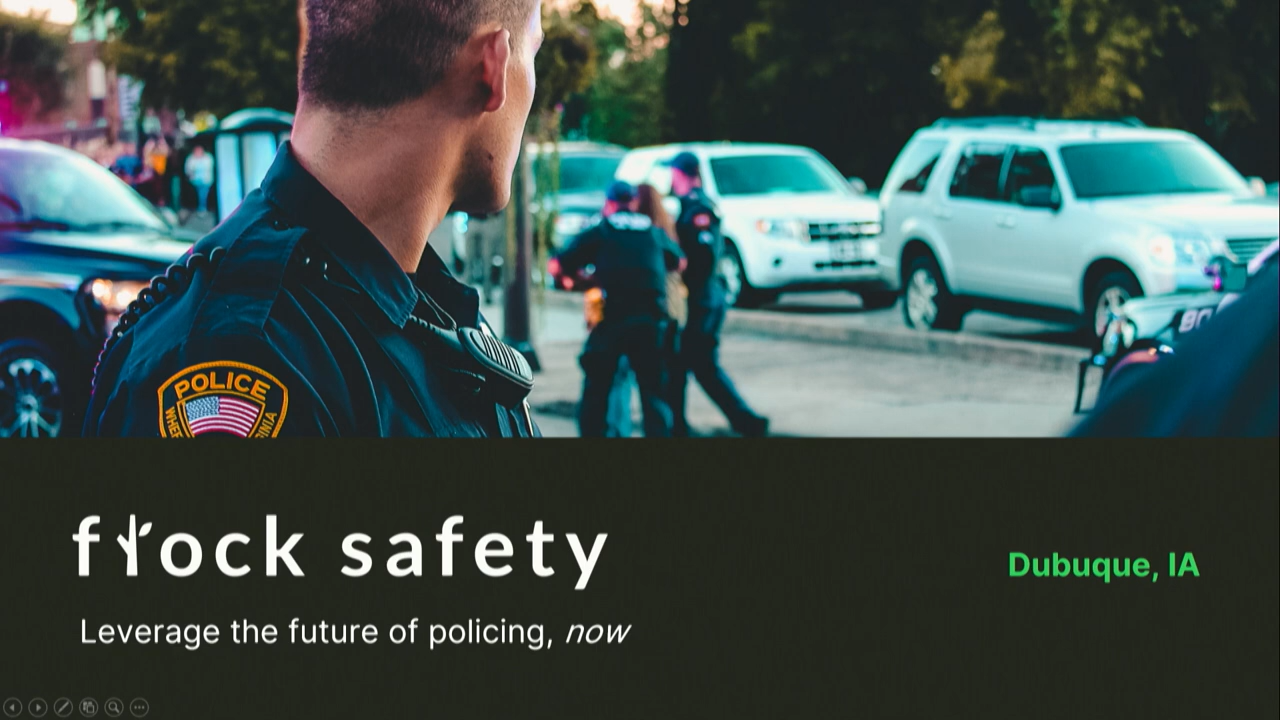 POLICE
flock safety
Dubuque, IA
Leverage the future of policing, now